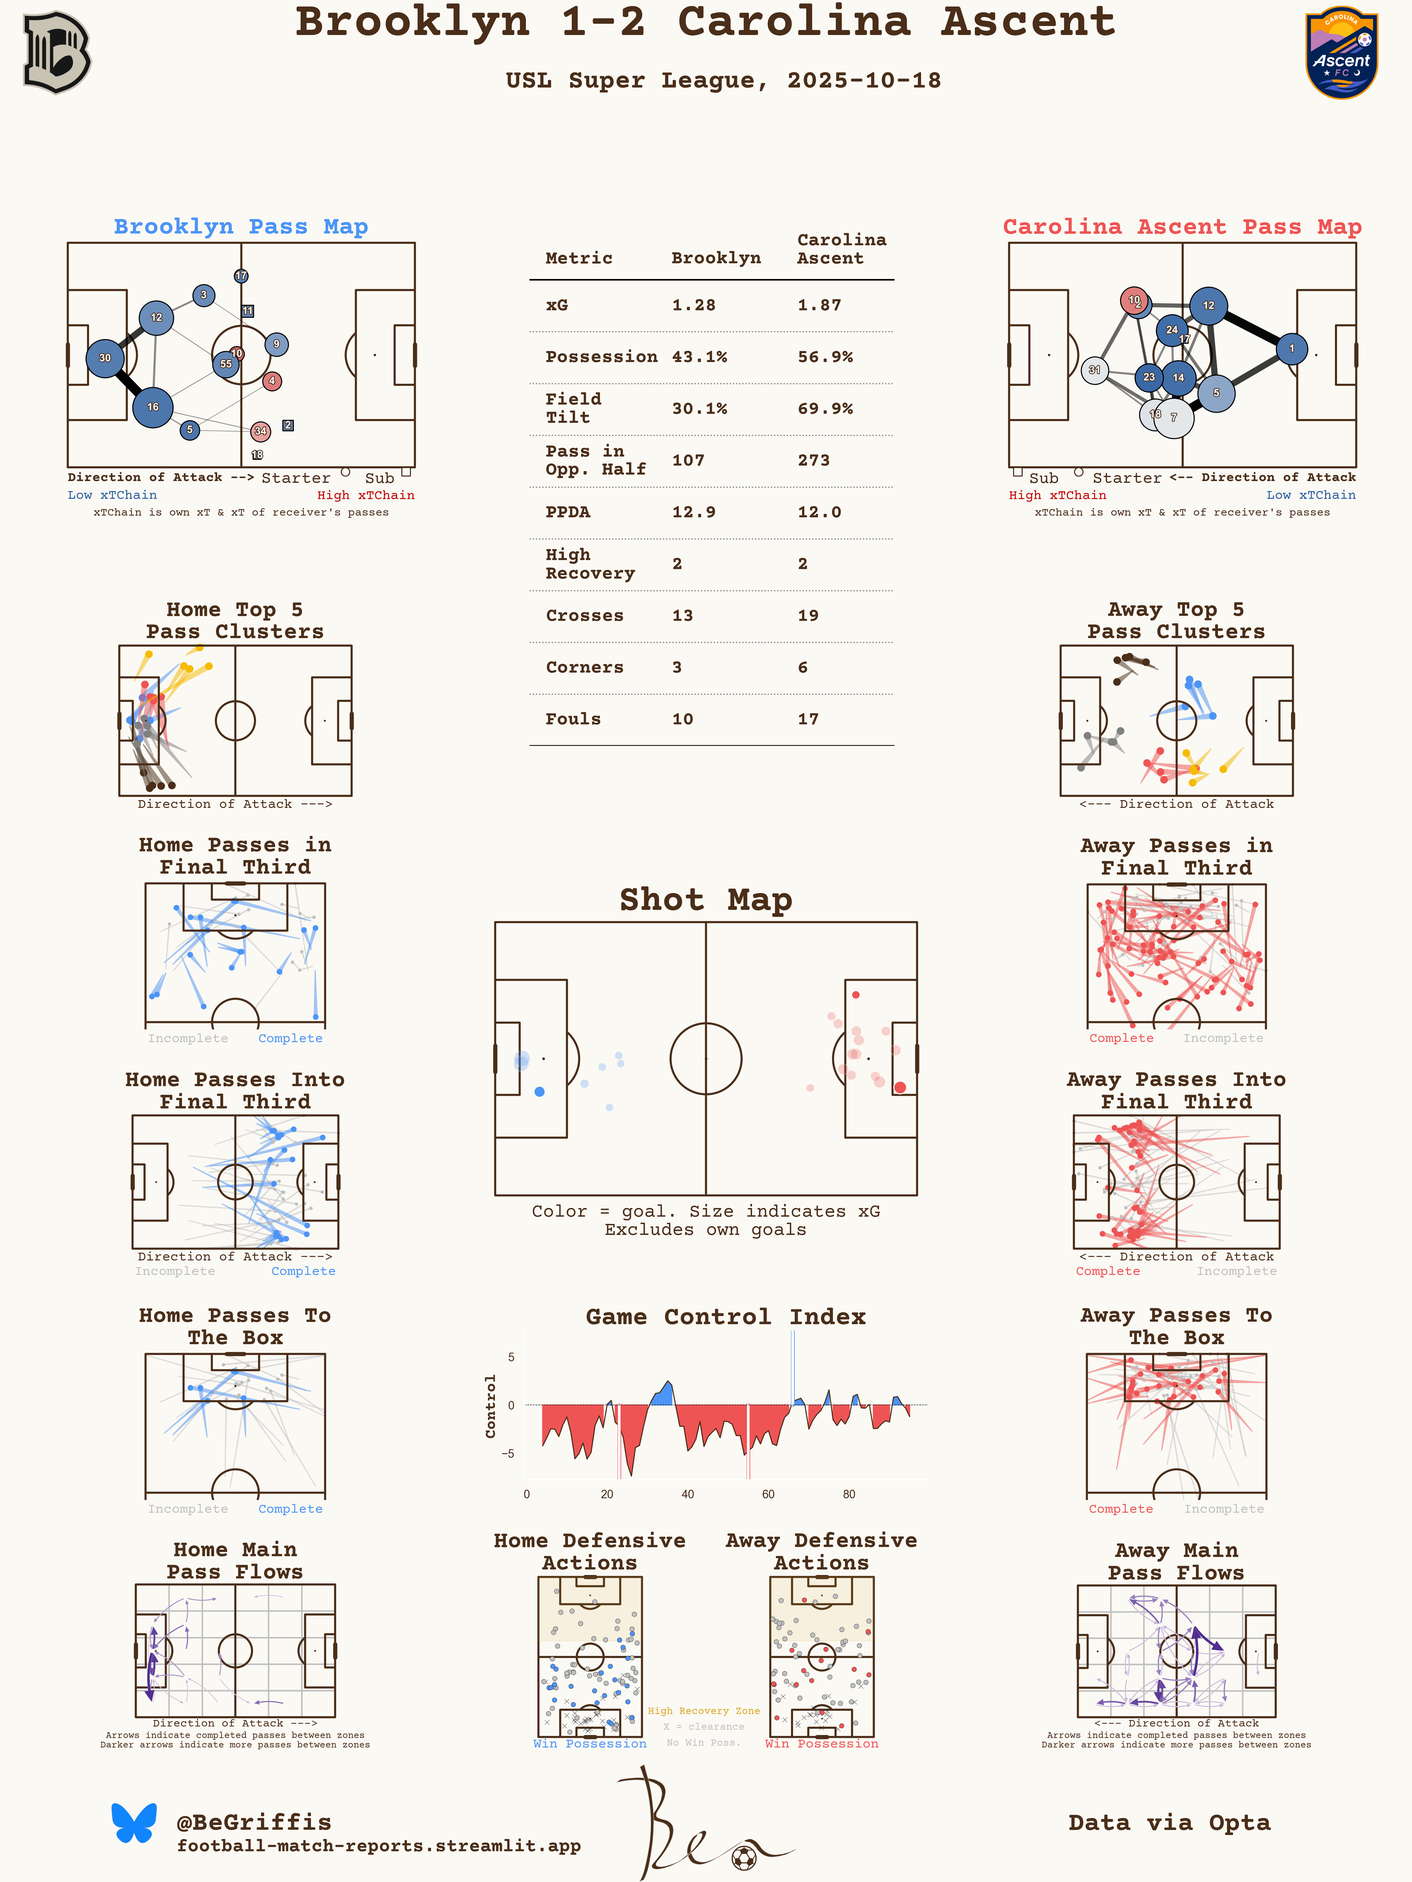 Brooklyn 1-2 Carolina Ascent
USL Super League, 2025-10-18
B
CAROLINA
Ascent
FC
Brooklyn Pass Map
3
17
11
12
30
10
9
55
4
16
5
34
2
18
Direction of Attack --> Starter Sub
Low xTChain High xTChain
xTChain is own xT & xT of receiver's passes
Metric Brooklyn Carolina Ascent
xG 1.28 1.87
Possession 43.1% 56.9%
Field Tilt 30.1% 69.9%
Pass in Opp. Half 107 273
PPDA 12.9 12.0
High Recovery 2 2
Crosses 13 19
Corners 3 6
Fouls 10 17
Carolina Ascent Pass Map
10
2
12
24
17
1
31
23
14
5
18
7
Sub Starter <-- Direction of Attack
High xTChain Low xTChain
xTChain is own xT & xT of receiver's passes
Home Top 5
Pass Clusters
Direction of Attack --->
Away Top 5
Pass Clusters
<--- Direction of Attack
Home Passes in
Final Third
Incomplete Complete
Away Passes in
Final Third
Complete Incomplete
Shot Map
Color = goal. Size indicates xG
Excludes own goals
Home Passes Into
Final Third
Direction of Attack --->
Incomplete Complete
Away Passes Into
Final Third
<--- Direction of Attack
Complete Incomplete
Home Passes To
The Box
Incomplete Complete
Game Control Index
Control
5
0
−5
0 20 40 60 80
Away Passes To
The Box
Complete Incomplete
Home Main
Pass Flows
Direction of Attack --->
Arrows indicate completed passes between zones
Darker arrows indicate more passes between zones
Home Defensive
Actions
Win Possession
High Recovery Zone
X = clearance
No Win Poss.
Away Defensive
Actions
Win Possession
Away Main
Pass Flows
<--- Direction of Attack
Arrows indicate completed passes between zones
Darker arrows indicate more passes between zones
@BeGriffis
football-match-reports.streamlit.app
Ben
Data via Opta